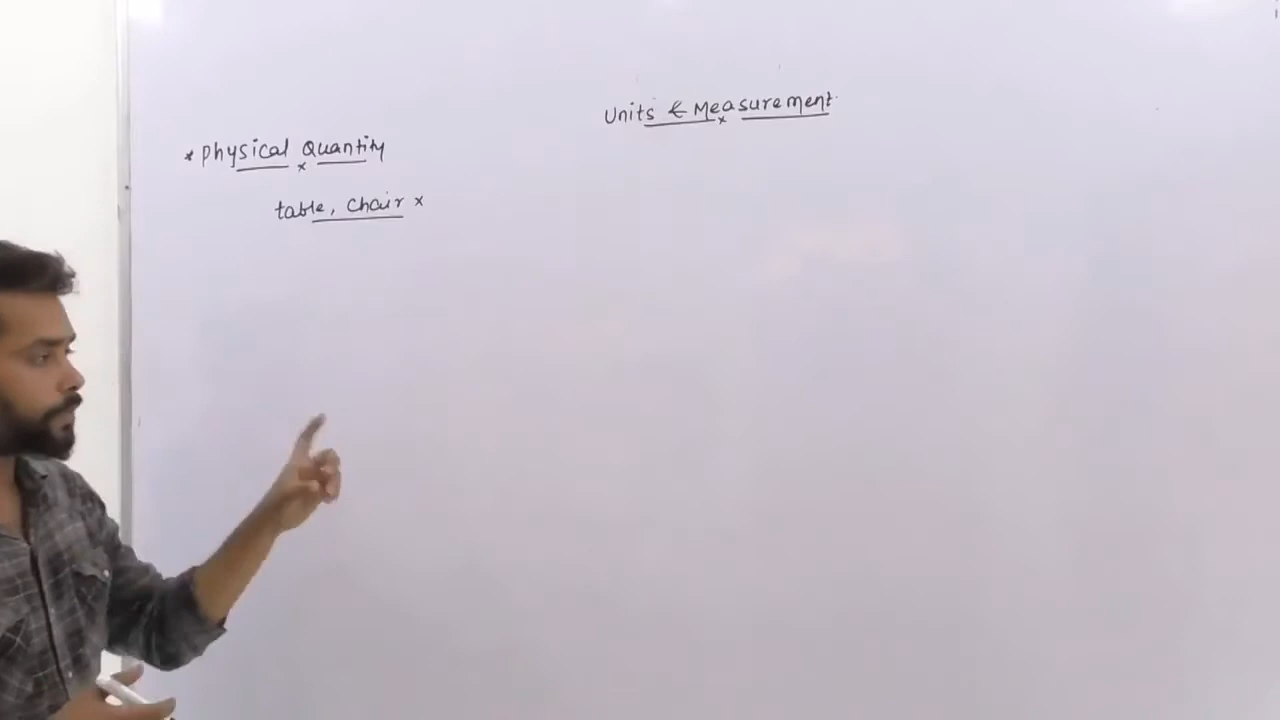 Units & Measurement
* Physical Quantity
table, Chair ×